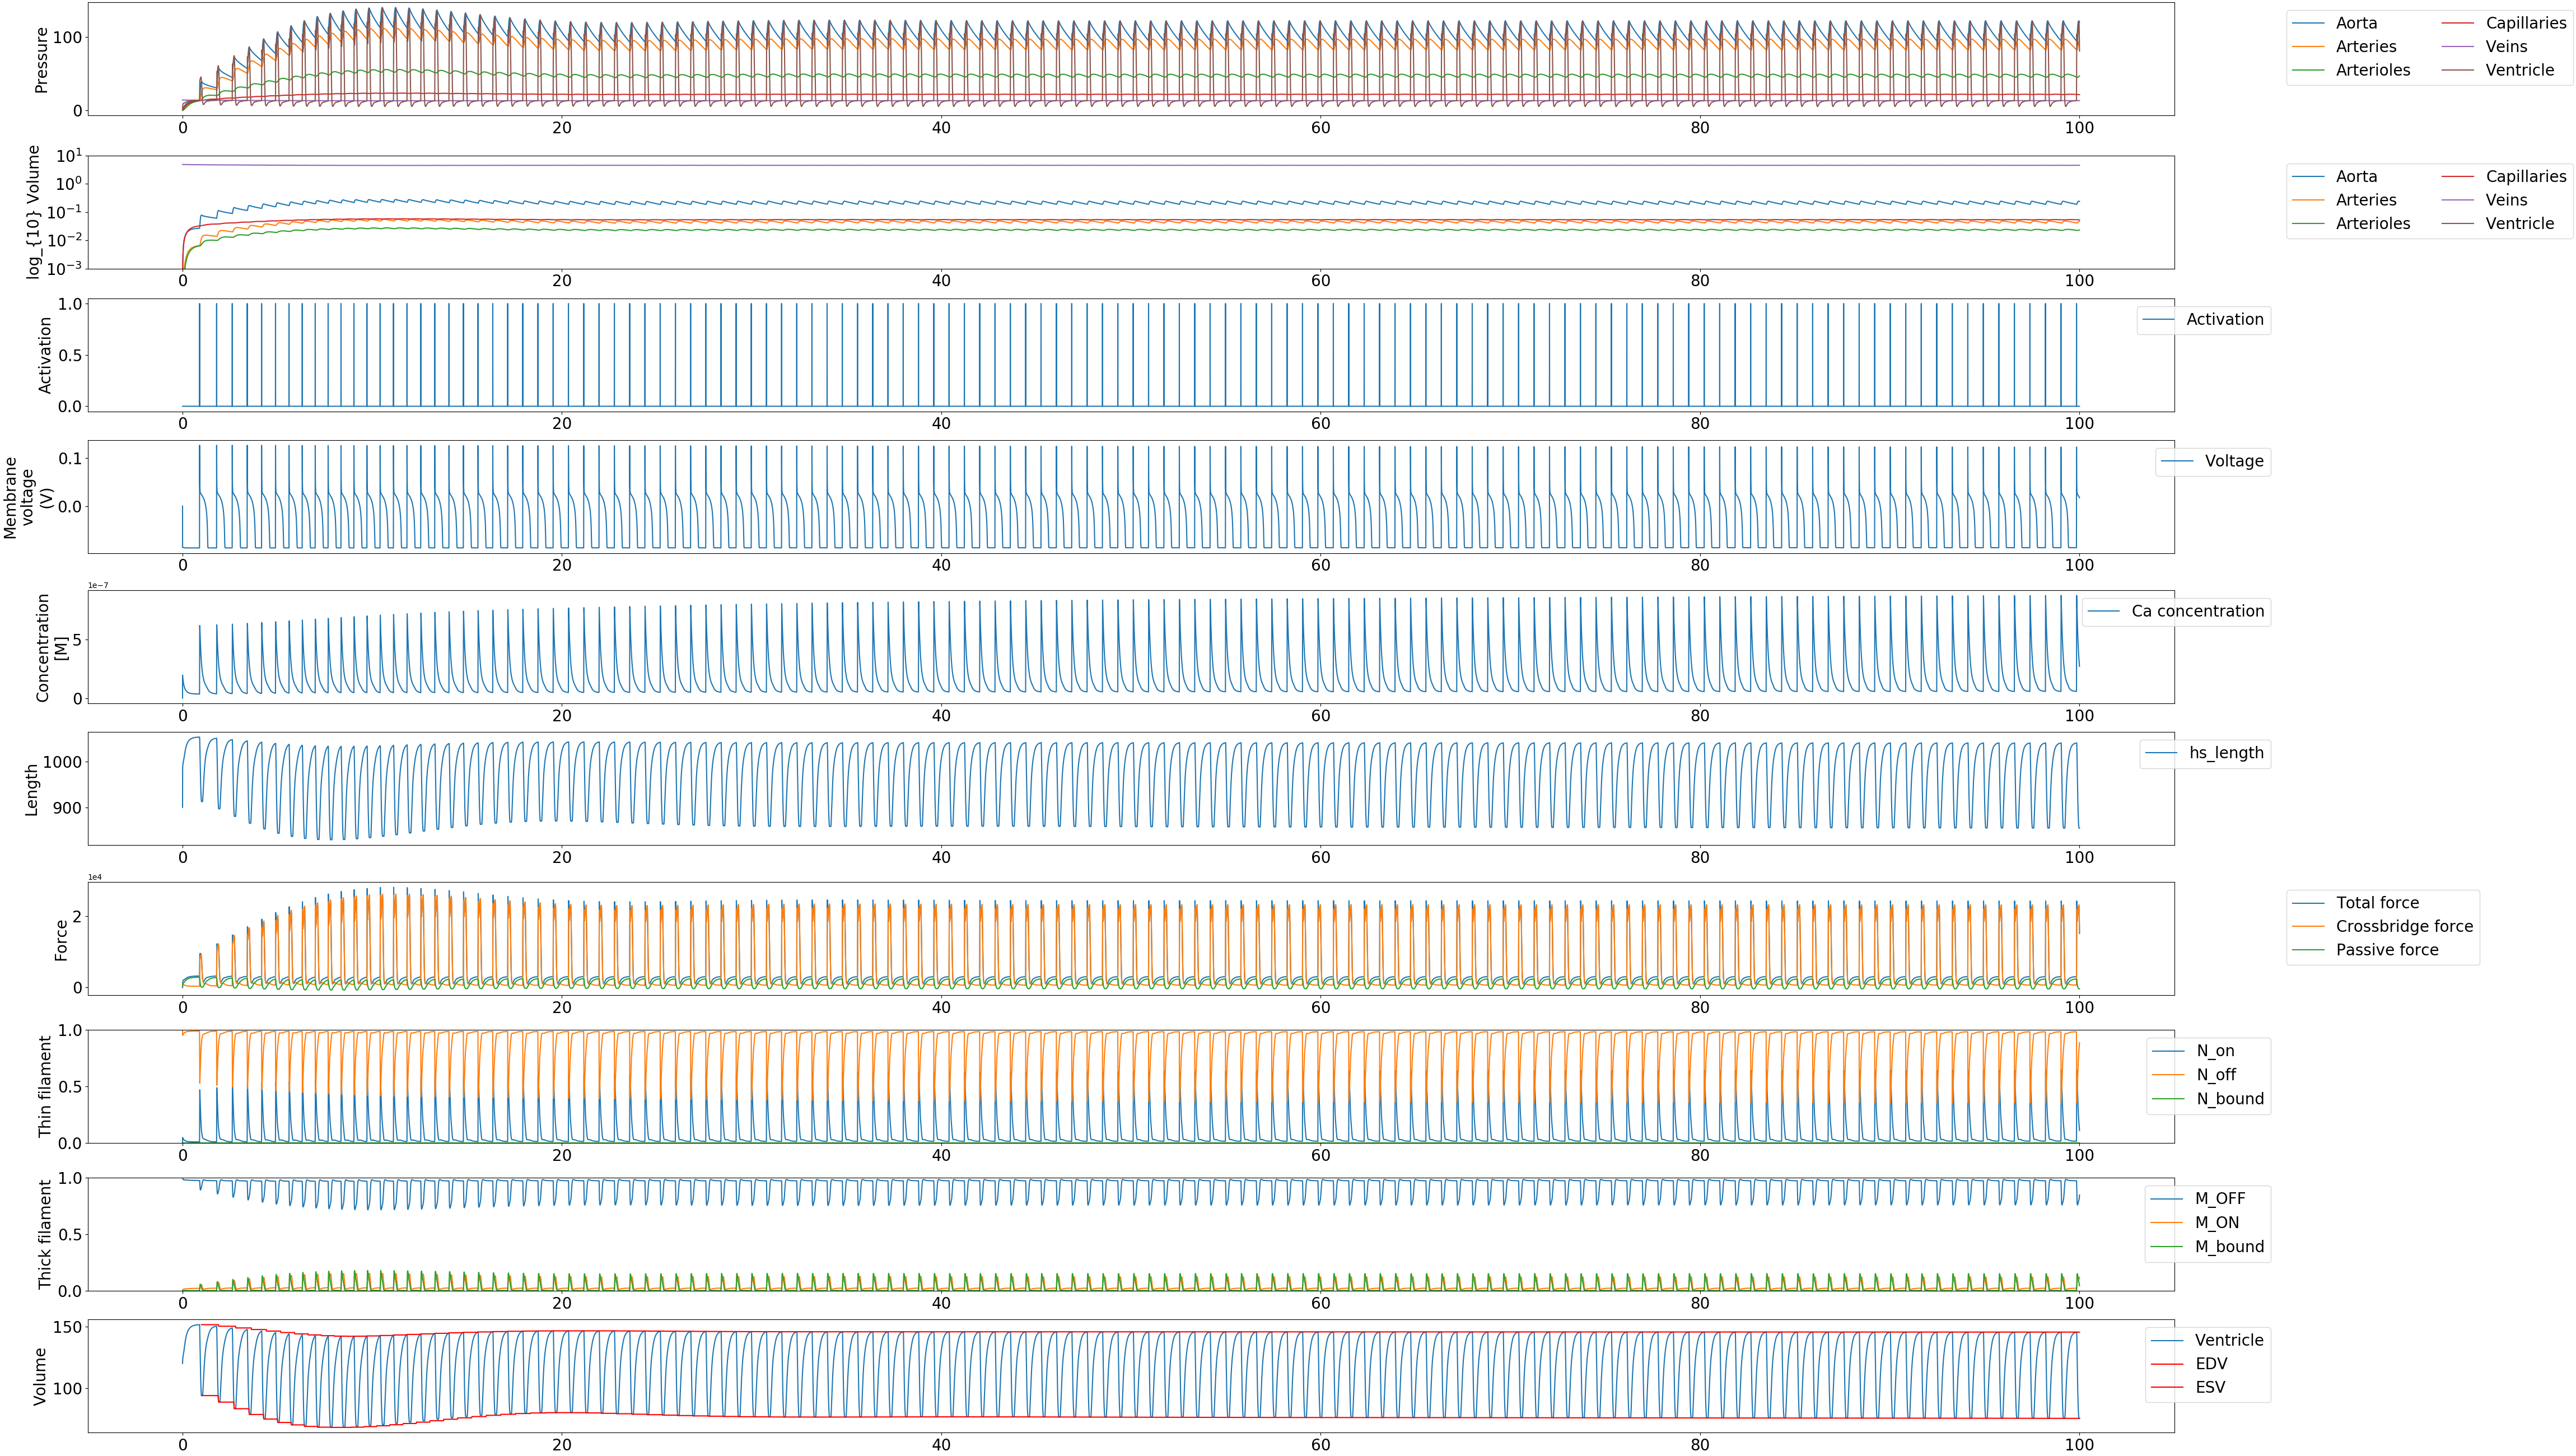 Pressure
100
0
0 20 40 60 80 100
Aorta Capillaries
Arteries Veins
Arterioles Ventricle
log_{10} Volume
10^1
10^0
10^-1
10^-2
10^-3
0 20 40 60 80 100
Aorta Capillaries
Arteries Veins
Arterioles Ventricle
Activation
1.0
0.5
0.0
0 20 40 60 80 100
Activation
Membrane
voltage
(V)
0.1
0.0
0 20 40 60 80 100
Voltage
Concentration
[M]
1e−7
5
0
0 20 40 60 80 100
Ca concentration
Length
1000
900
0 20 40 60 80 100
hs_length
Force
1e4
2
0
0 20 40 60 80 100
Total force
Crossbridge force
Passive force
Thin filament
1.0
0.5
0.0
0 20 40 60 80 100
N_on
N_off
N_bound
Thick filament
1.0
0.5
0.0
0 20 40 60 80 100
M_OFF
M_ON
M_bound
Volume
150
100
0 20 40 60 80 100
Ventricle
EDV
ESV